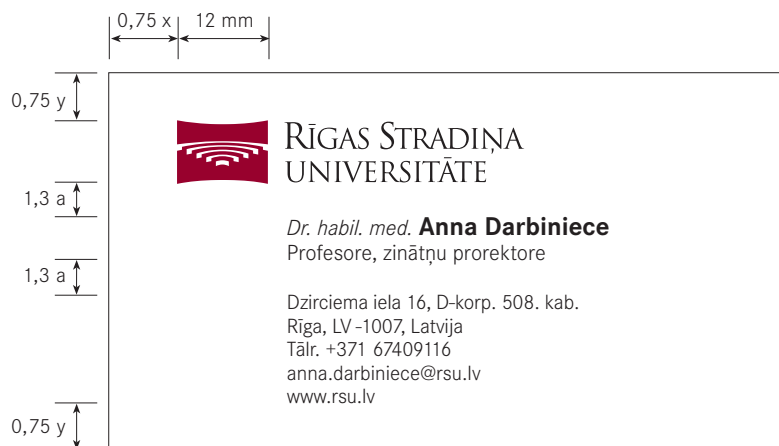 0,75 x 12 mm
0,75 y
RĪGAS STRADIŅA
UNIVERSITĀTE
1,3 a
Dr. habil. med. Anna Darbiniece
Profesore, zinātņu prorektore
1,3 a
Dzirciema iela 16, D-korp. 508. kab.
Rīga, LV -1007, Latvija
Tālr. +371 67409116
anna.darbiniece@rsu.lv
www.rsu.lv
0,75 y